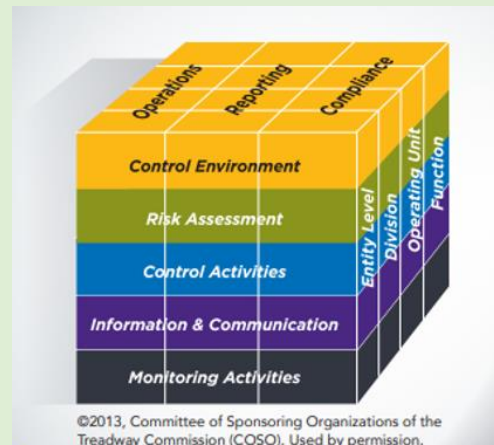 Operations
Reporting
Compliance
Control Environment
Risk Assessment
Control Activities
Information & Communication
Monitoring Activities
Entity Level
Division
Operating Unit
Function
©2013, Committee of Sponsoring Organizations of the
Treadway Commission (COSO). Used by permission.